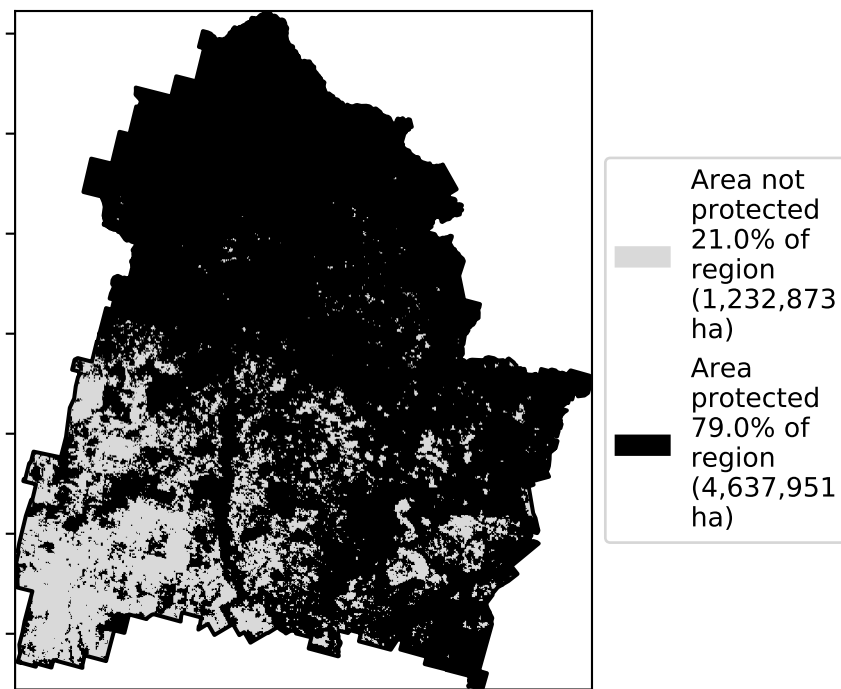 Area not
protected
21.0% of
region
(1,232,873
ha)
Area
protected
79.0% of
region
(4,637,951
ha)